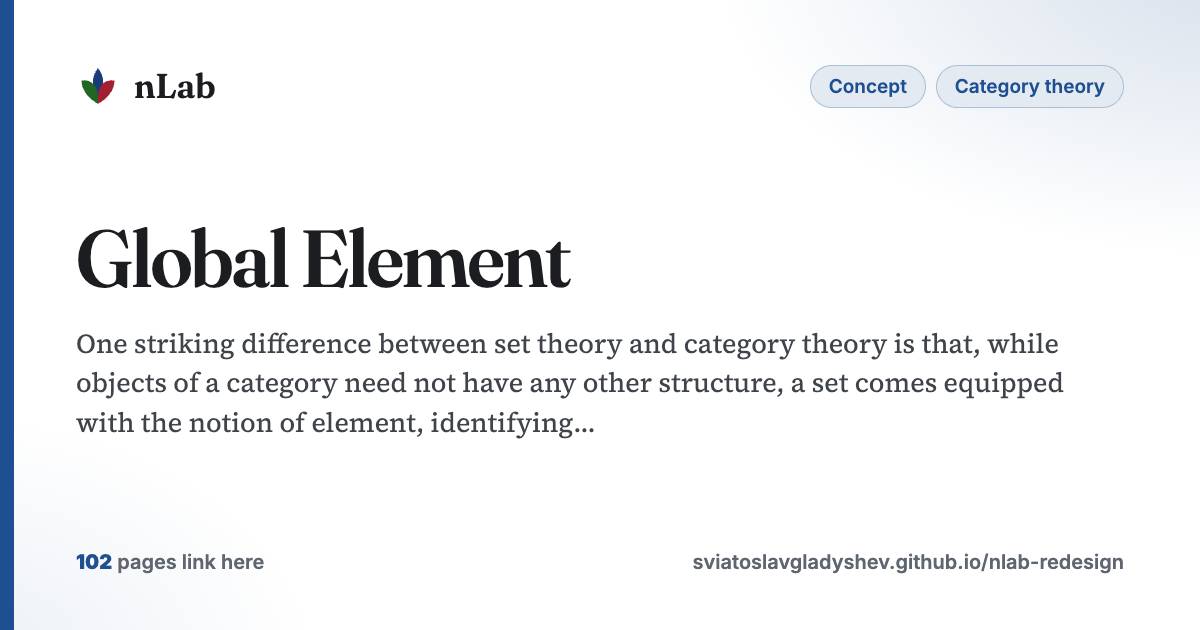 nLab
Concept
Category theory
Global Element
One striking difference between set theory and category theory is that, while
objects of a category need not have any other structure, a set comes equipped
with the notion of element, identifying...
102 pages link here
sviatoslavgladyshev.github.io/nlab-redesign